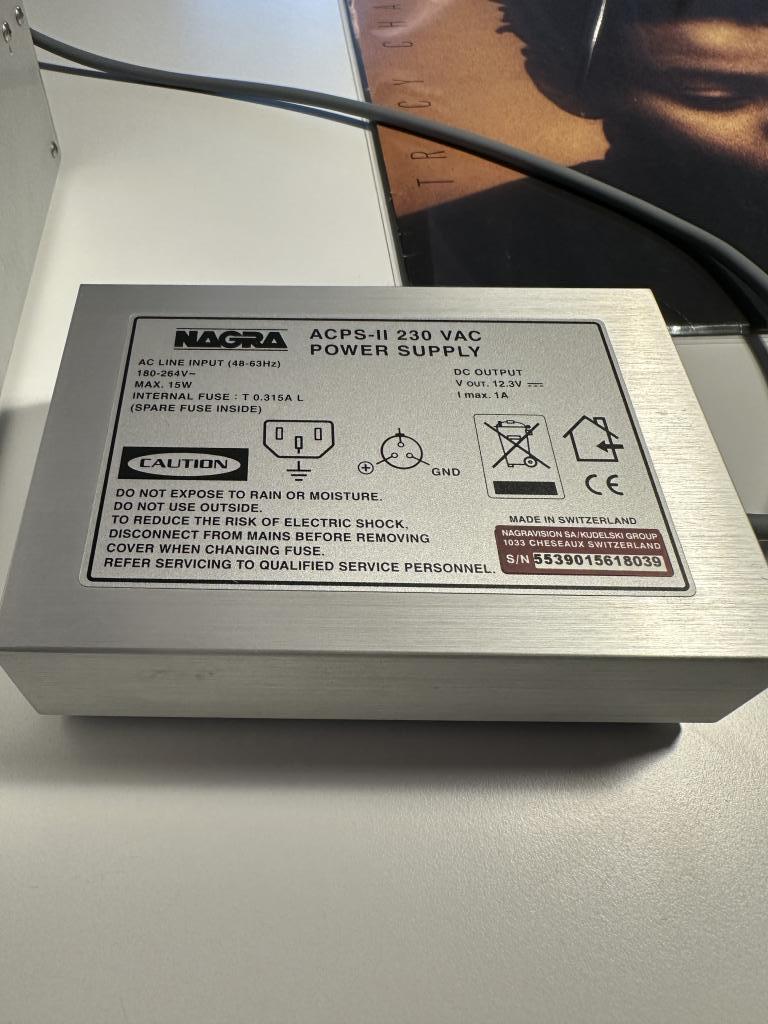 TRACY CHA
NAGRA
ACPS-II 230 VAC
POWER SUPPLY
AC LINE INPUT (48-63Hz)
180-264V~
MAX. 15W
INTERNAL FUSE : T 0.315A L
(SPARE FUSE INSIDE)
DC OUTPUT
V OUT. 12.3V ⎓
I max. 1A
GND
CAUTION
DO NOT EXPOSE TO RAIN OR MOISTURE.
DO NOT USE OUTSIDE.
TO REDUCE THE RISK OF ELECTRIC SHOCK,
DISCONNECT FROM MAINS BEFORE REMOVING
COVER WHEN CHANGING FUSE.
REFER SERVICING TO QUALIFIED SERVICE PERSONNEL.
CE
MADE IN SWITZERLAND
NAGRAVISION SA/KUDELSKI GROUP
1033 CHESEAUX SWITZERLAND
S/N 5539015618039